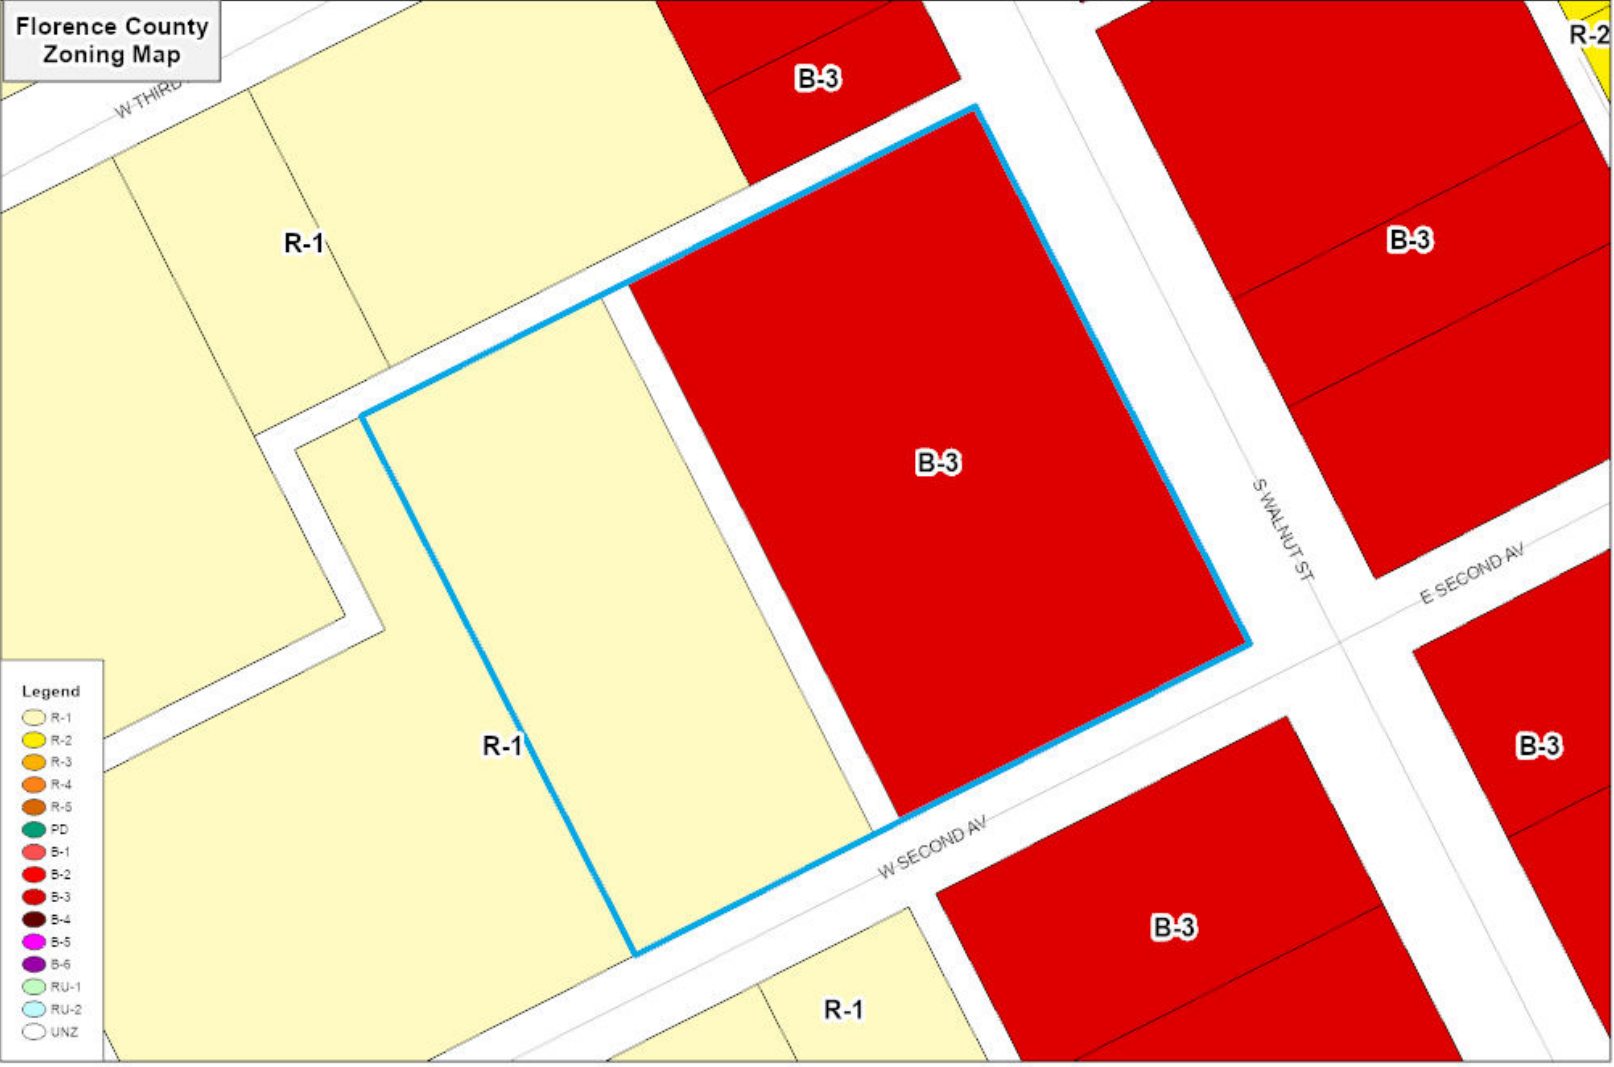 Florence County
Zoning Map
W THIRD
B-3
R-2
R-1
B-3
B-3
S WALNUT ST
E SECOND AV
R-1
B-3
W SECOND AV
B-3
R-1
Legend
R-1
R-2
R-3
R-4
R-5
PD
B-1
B-2
B-3
B-4
B-5
B-6
RU-1
RU-2
UNZ